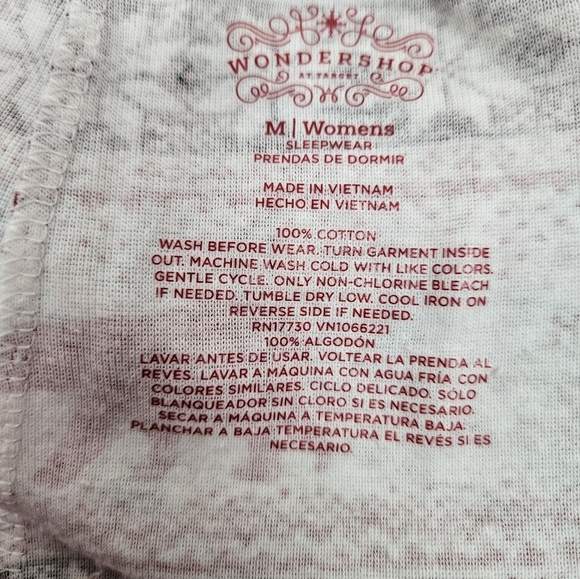 WONDERSHOP
AT TARGET
M | Womens
SLEEPWEAR
PRENDAS DE DORMIR
MADE IN VIETNAM
HECHO EN VIETNAM
100% COTTON
WASH BEFORE WEAR. TURN GARMENT INSIDE
OUT. MACHINE WASH COLD WITH LIKE COLORS.
GENTLE CYCLE. ONLY NON-CHLORINE BLEACH
IF NEEDED. TUMBLE DRY LOW. COOL IRON ON
REVERSE SIDE IF NEEDED.
RN17730 VN1066221
100% ALGODÓN
LAVAR ANTES DE USAR. VOLTEAR LA PRENDA AL
REVÉS. LAVAR A MÁQUINA CON AGUA FRÍA CON
COLORES SIMILARES. CICLO DELICADO. SÓLO
BLANQUEADOR SIN CLORO SI ES NECESARIO.
SECAR A MÁQUINA A TEMPERATURA BAJA.
PLANCHAR A BAJA TEMPERATURA EL REVÉS SI ES
NECESARIO.